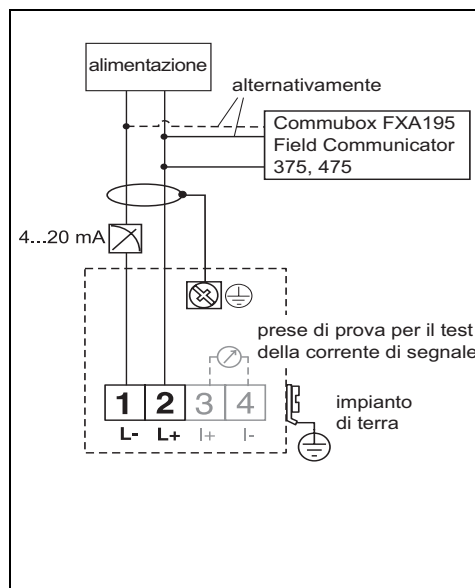 alimentazione
alternativamente
Commubox FXA195
Field Communicator
375, 475
4...20 mA
prese di prova per il test
della corrente di segnale
1 2 3 4
L- L+ I+ I-
impianto
di terra